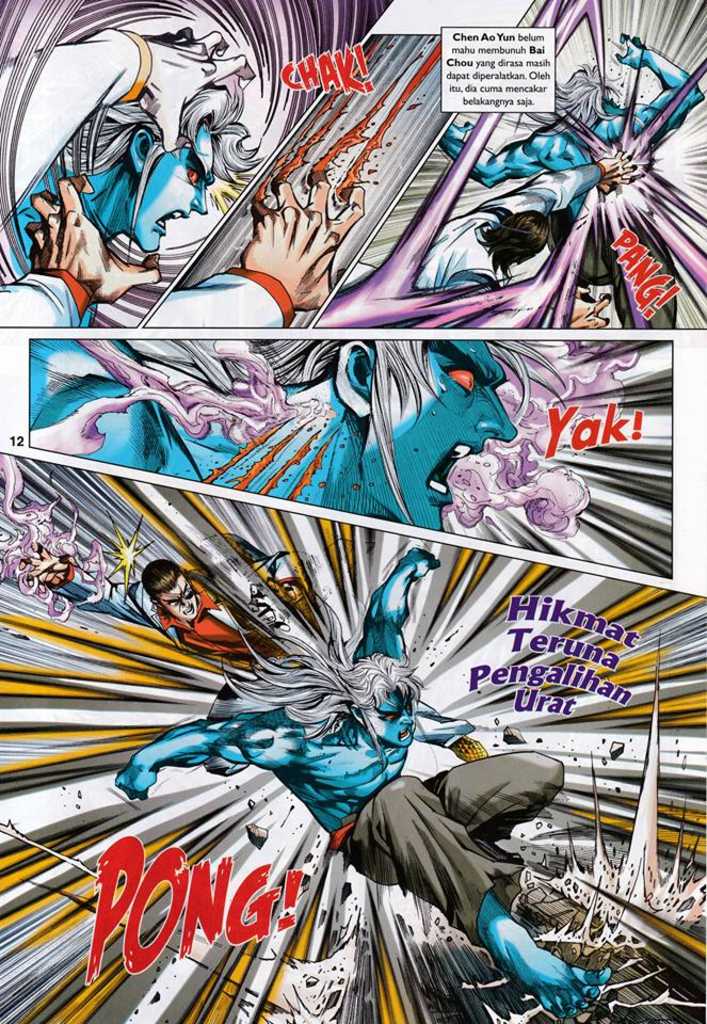 CHAK!
Chen Ao Yun belum
mahu membunuh Bai
Chou yang dirasa masih
dapat diperalatkan. Oleh
itu, dia cuma mencakar
belakangnya saja.
PANG!
Yak!
12
Hikmat
Teruna
Pengalihan
Urat
PONG!